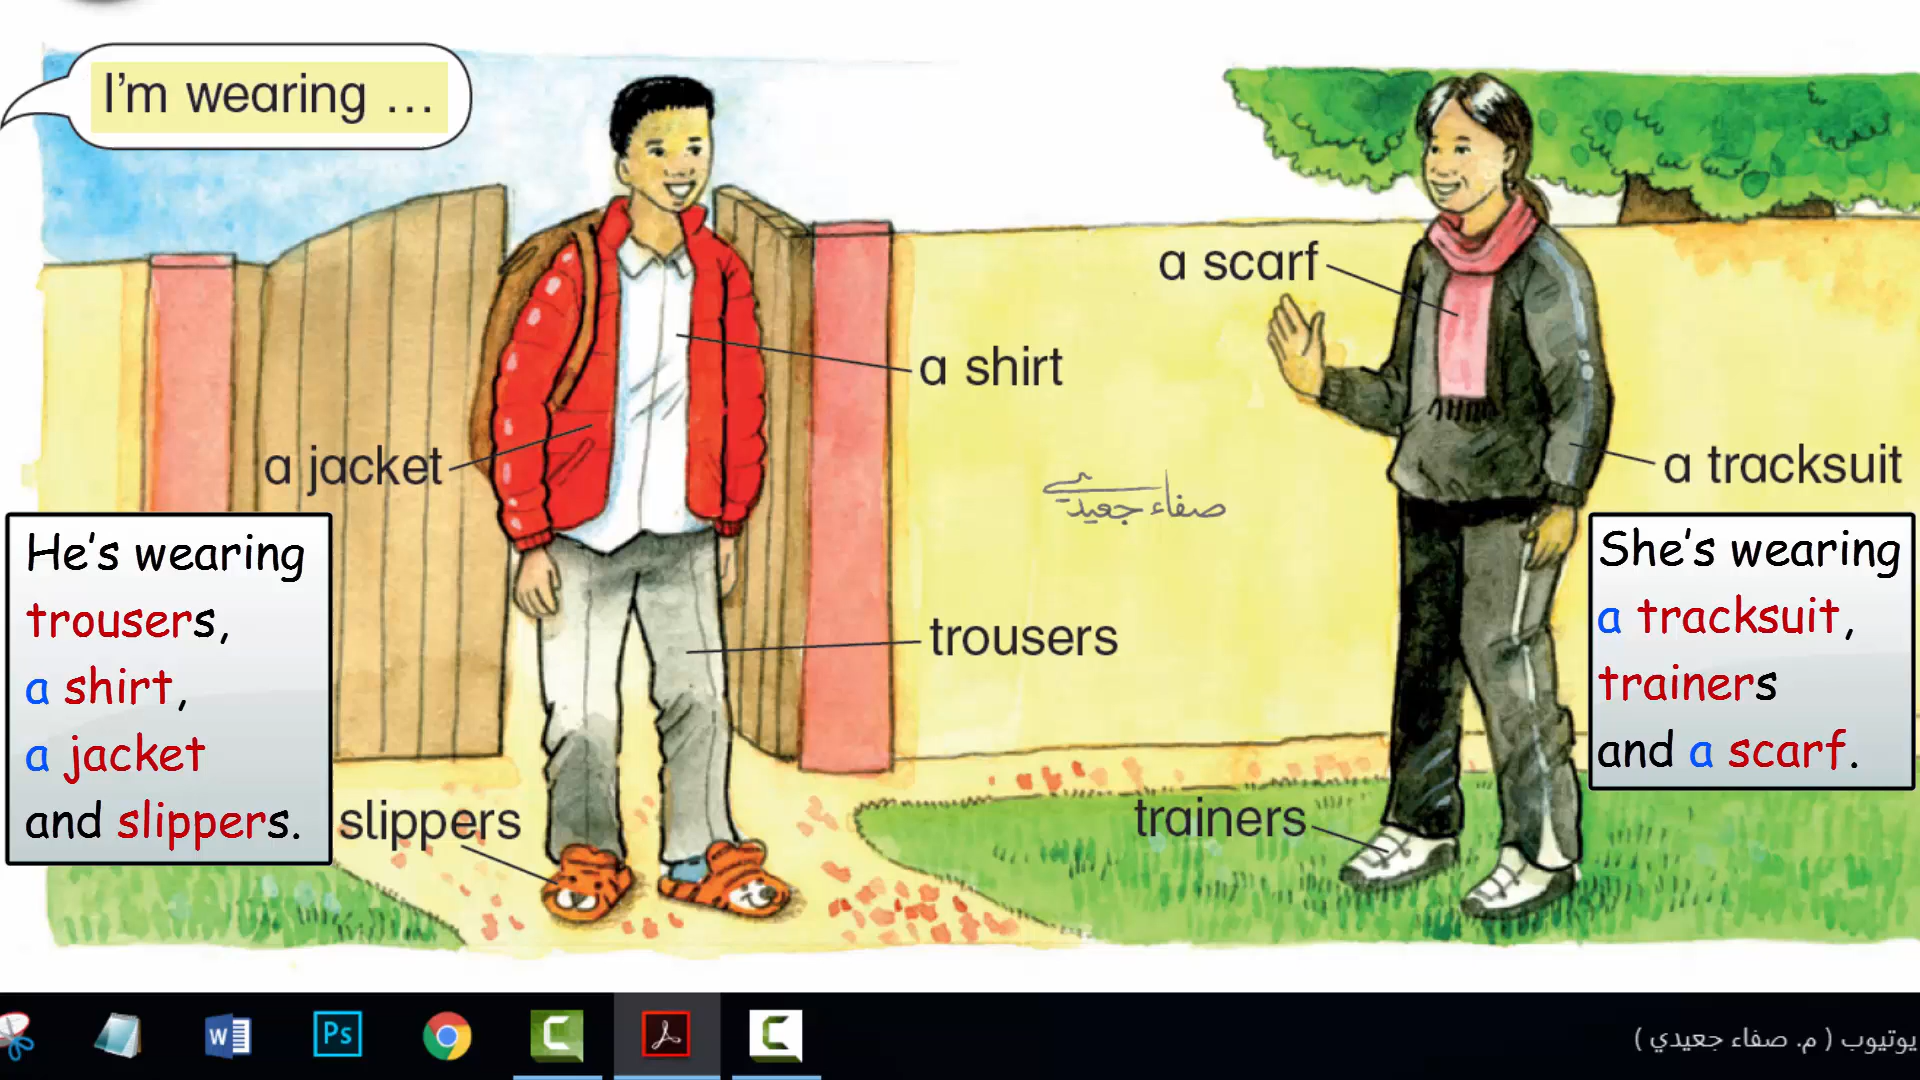 I'm wearing ...
a scarf
a shirt
a jacket
a tracksuit
He's wearing
trousers,
a shirt,
a jacket
and slippers.
She's wearing
a tracksuit,
trainers
and a scarf.
trousers
slippers
trainers
صفاء جعيدي
W
Ps
يوتيوب ( م. صفاء جعيدي )